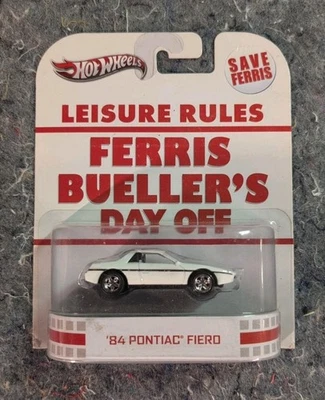 Hot Wheels
SAVE
FERRIS
LEISURE RULES
FERRIS
BUELLER'S
DAY OFF
'84 PONTIAC® FIERO